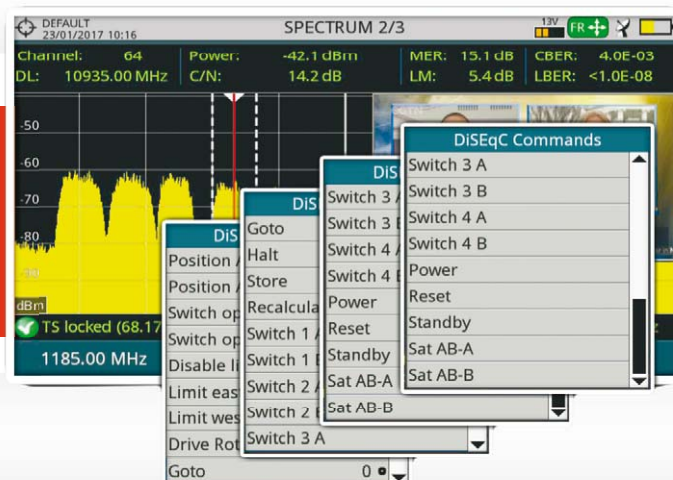 DEFAULT
23/01/2017 10:16
SPECTRUM 2/3
13V
FR
Channel: 64
Power: -42.1 dBm
MER: 15.1 dB
CBER: 4.0E-03
DL: 10935.00 MHz
C/N: 14.2 dB
LM: 5.4 dB
LBER: <1.0E-08
-50
-60
-70
-80
-90
dBm
TS locked (68.17
1185.00 MHz
DiS
Position
Position
Switch op
Switch op
Disable li
Limit eas
Limit wes
Drive Rot
Goto 0
DiS
Goto
Halt
Store
Recalcula
Switch 1
Switch 1
Switch 2
Switch 2
Switch 3 A
DiS
Switch 3
Switch 3
Switch 4
Switch 4
Power
Reset
Standby
Sat AB-A
Sat AB-B
DiSEqC Commands
Switch 3 A
Switch 3 B
Switch 4 A
Switch 4 B
Power
Reset
Standby
Sat AB-A
Sat AB-B